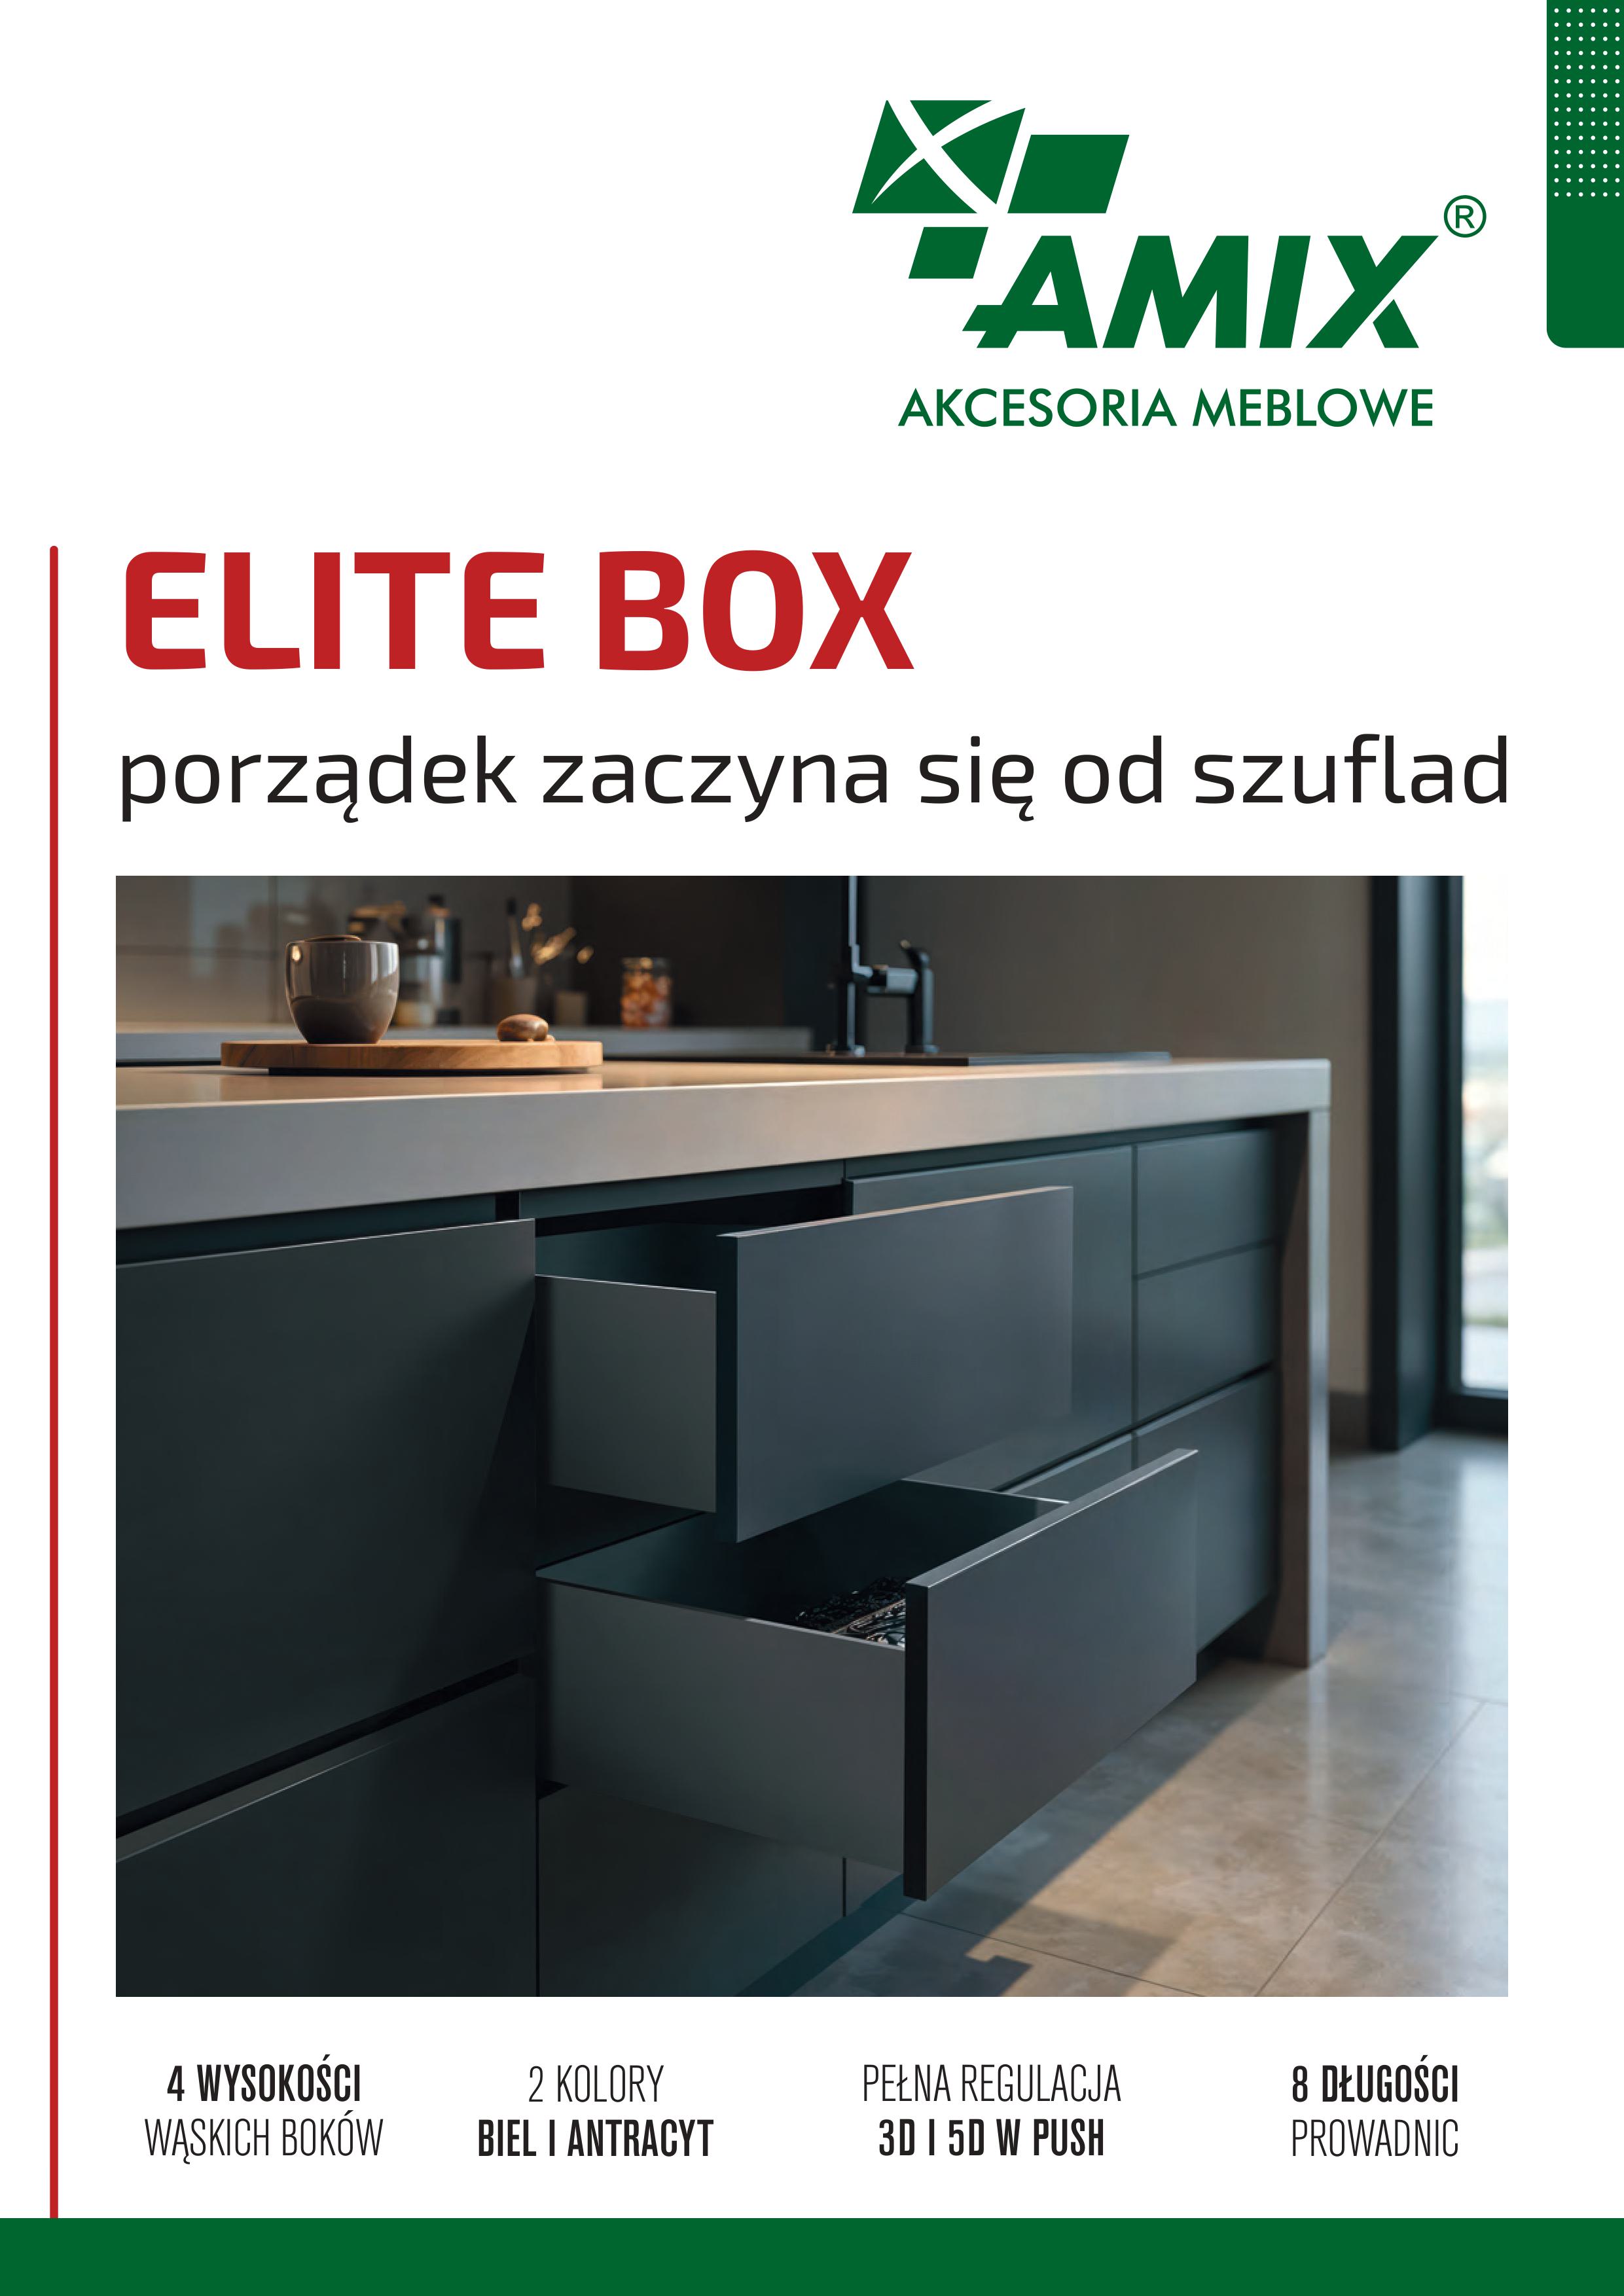 AMIX®
AKCESORIA MEBLOWE
ELITE BOX
porządek zaczyna się od szuflad
4 WYSOKOŚCI
WĄSKICH BOKÓW
2 KOLORY
BIEL I ANTRACYT
PEŁNA REGULACJA
3D I 5D W PUSH
8 DŁUGOŚCI
PROWADNIC